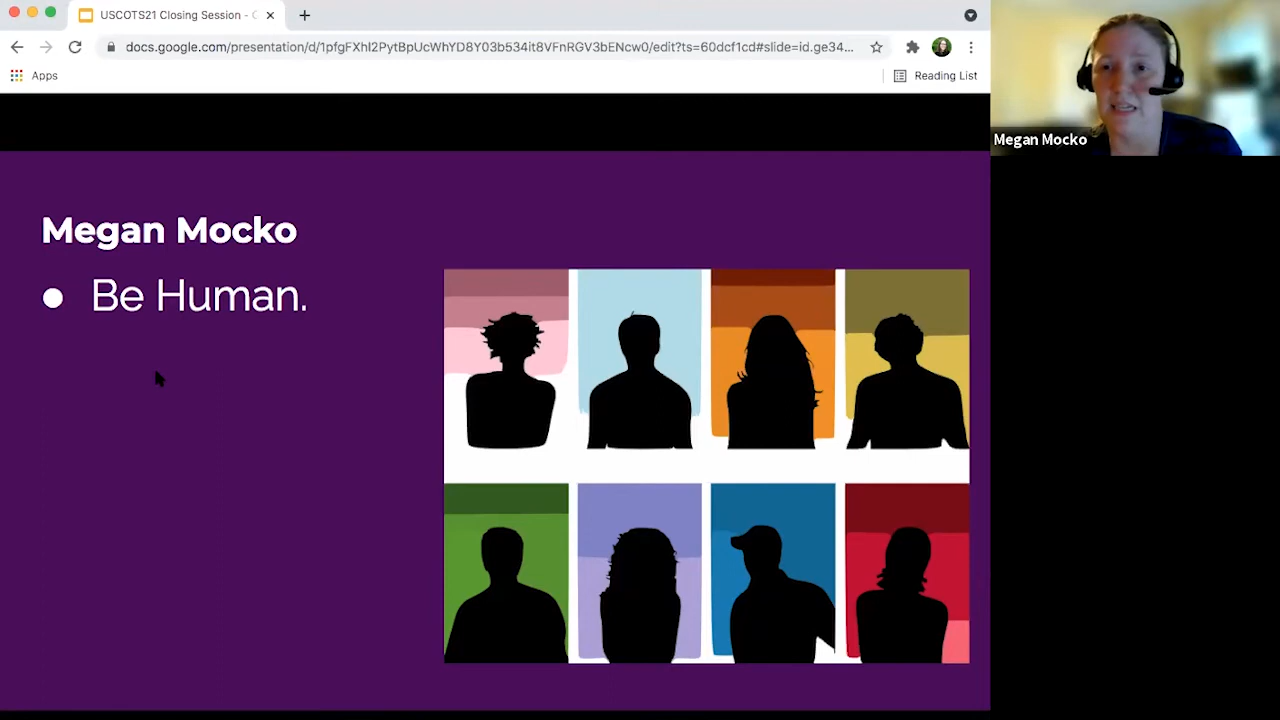 USCOTS21 Closing Session - 
docs.google.com/presentation/d/1pfgFXhI2PytBpUcWhYD8Y03b534it8VFnRGV3bENcw0/edit?ts=60dcf1cd#slide=id.ge34...
Apps
Reading List
Megan Mocko
Megan Mocko
● Be Human.